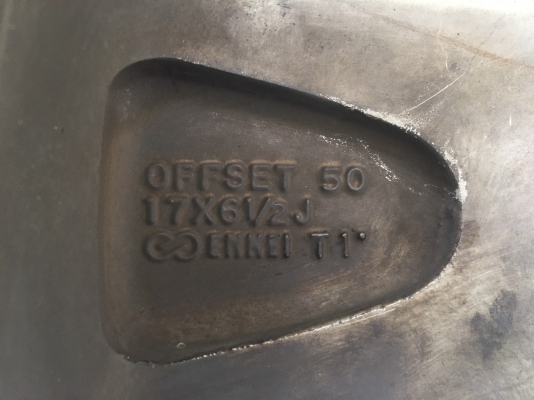 OFFSET 50
17X6½J
ENKEI T1